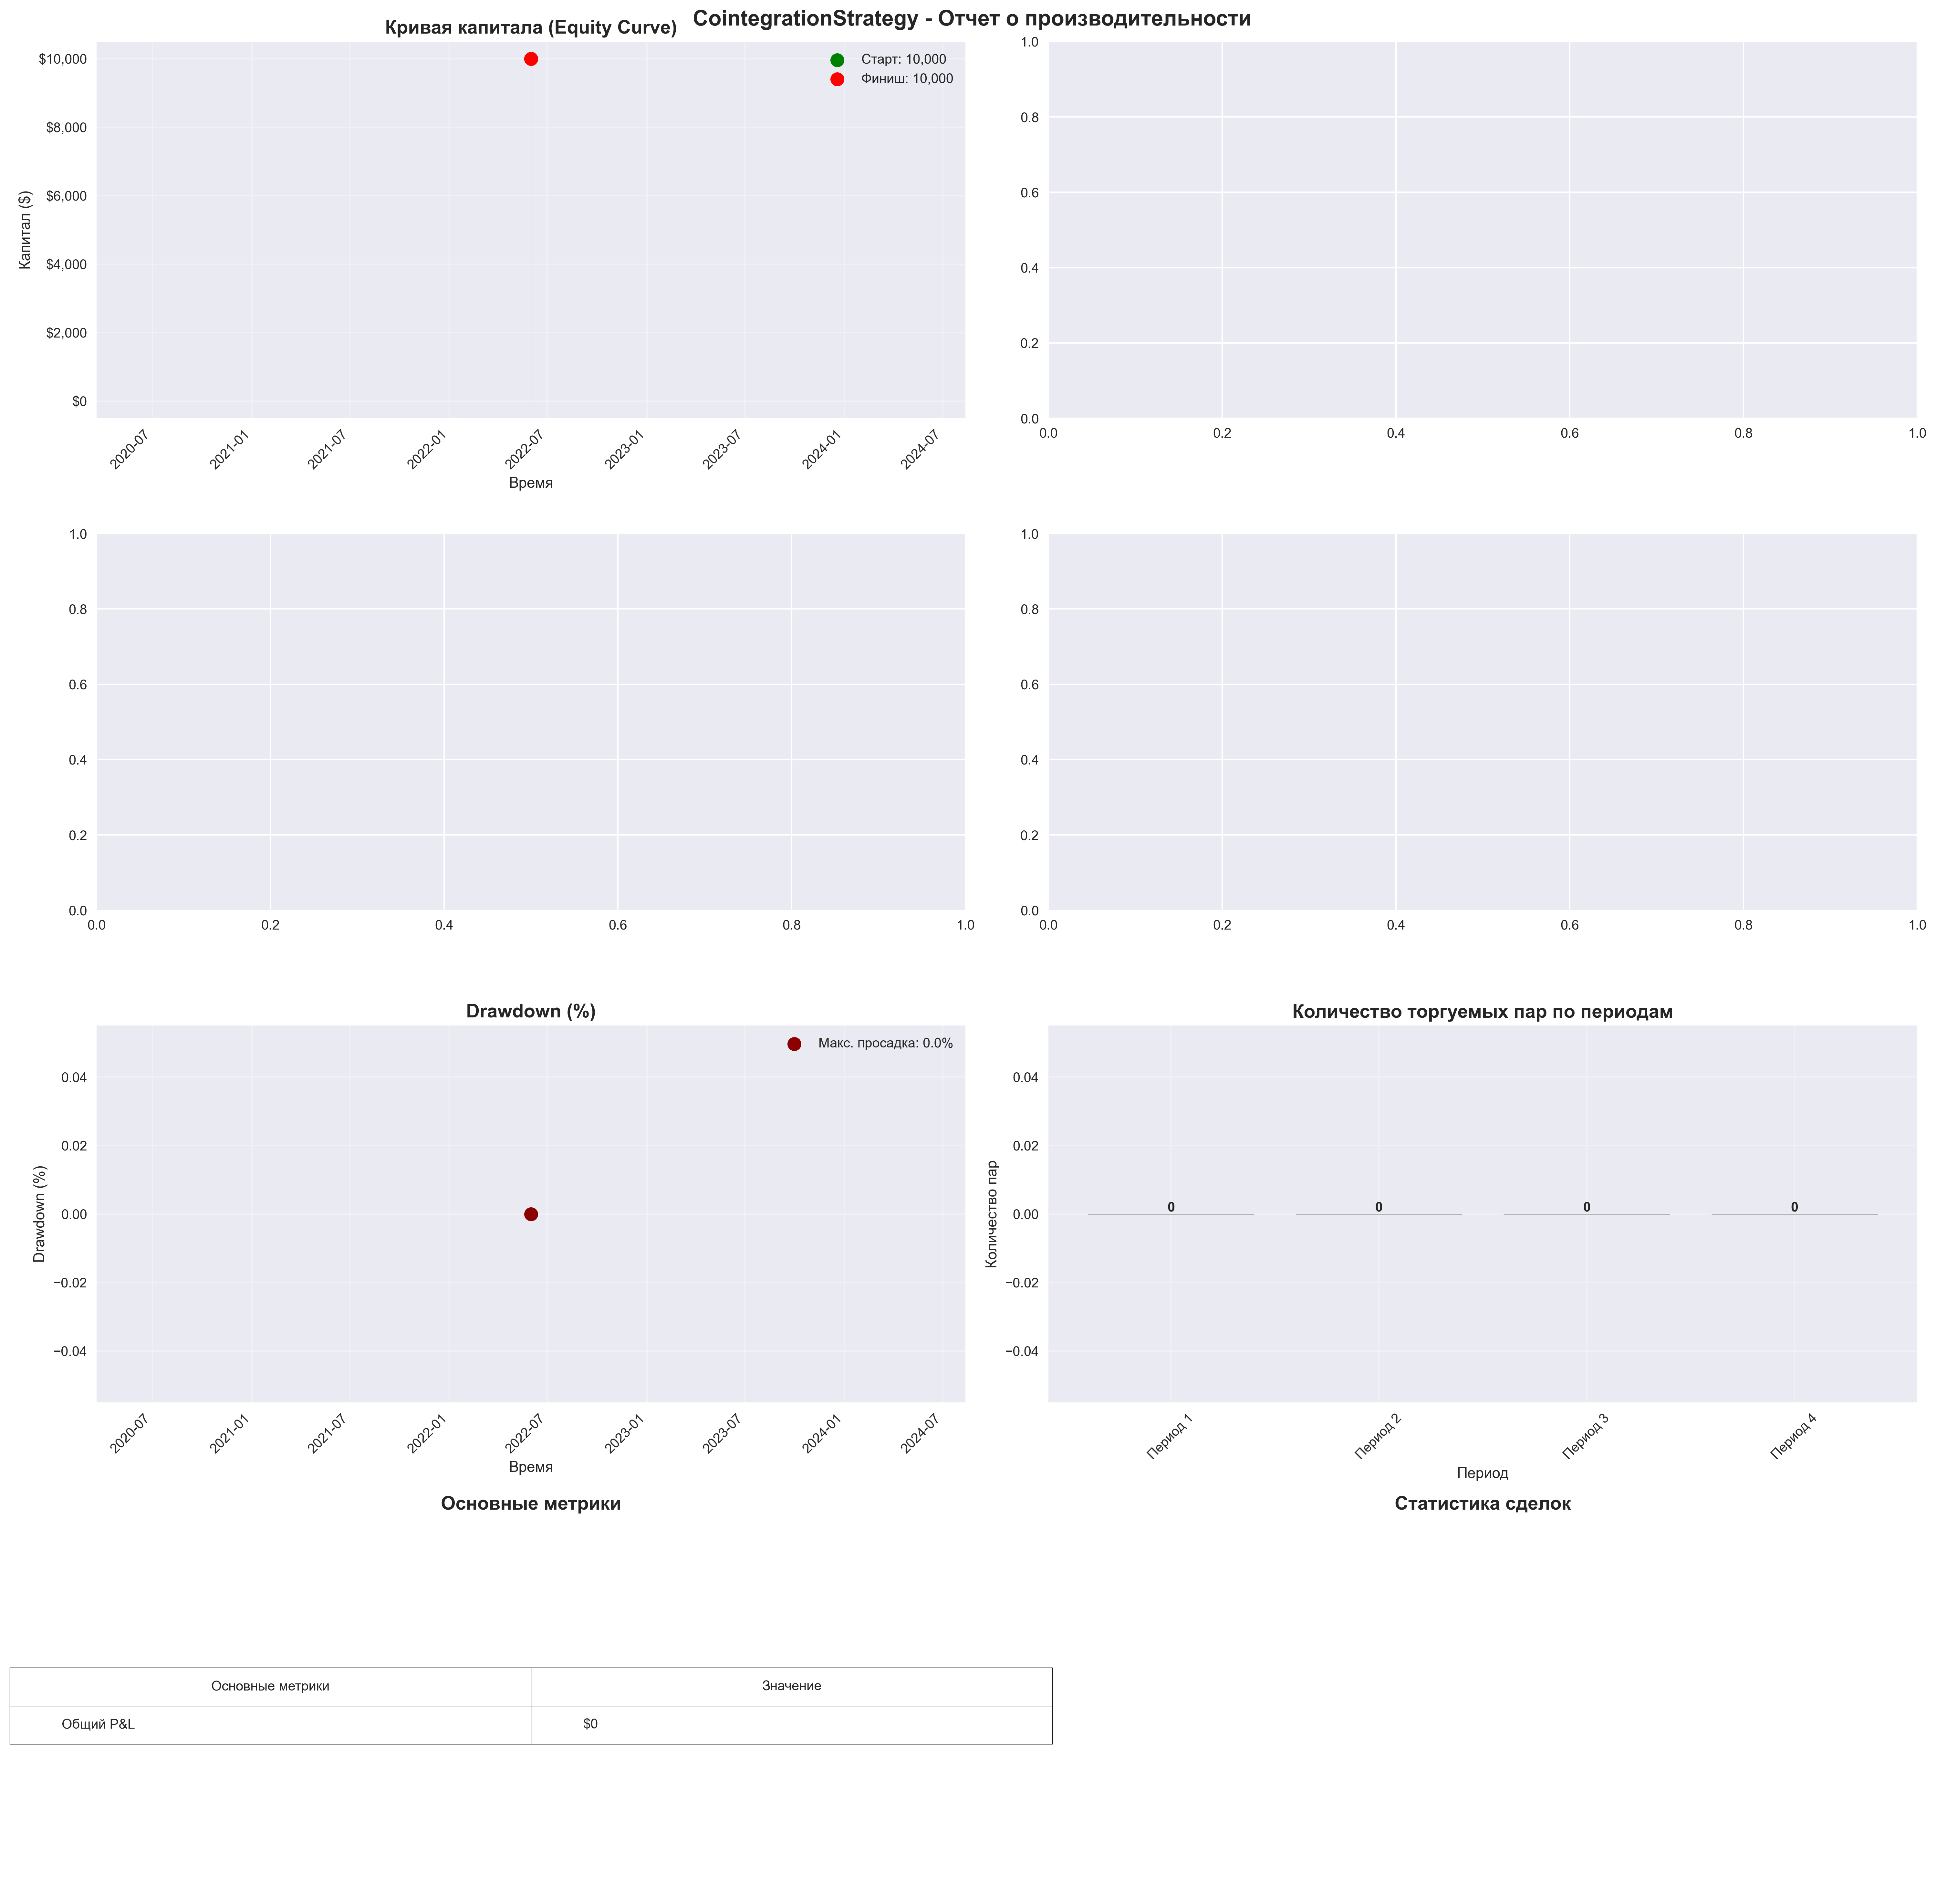 CointegrationStrategy - Отчет о производительности
Кривая капитала (Equity Curve)
Капитал ($)
$10,000
$8,000
$6,000
$4,000
$2,000
$0
Старт: 10,000
Финиш: 10,000
2020-07 2021-01 2021-07 2022-01 2022-07 2023-01 2023-07 2024-01 2024-07
Время
1.0
0.8
0.6
0.4
0.2
0.0
0.0 0.2 0.4 0.6 0.8 1.0
1.0
0.8
0.6
0.4
0.2
0.0
0.0 0.2 0.4 0.6 0.8 1.0
1.0
0.8
0.6
0.4
0.2
0.0
0.0 0.2 0.4 0.6 0.8 1.0
Drawdown (%)
Drawdown (%)
0.04
0.02
0.00
−0.02
−0.04
Макс. просадка: 0.0%
2020-07 2021-01 2021-07 2022-01 2022-07 2023-01 2023-07 2024-01 2024-07
Время
Количество торгуемых пар по периодам
Количество пар
0.04
0.02
0.00
−0.02
−0.04
0 0 0 0
Период 1 Период 2 Период 3 Период 4
Период
Основные метрики
Статистика сделок
Основные метрики Значение
Общий P&L $0